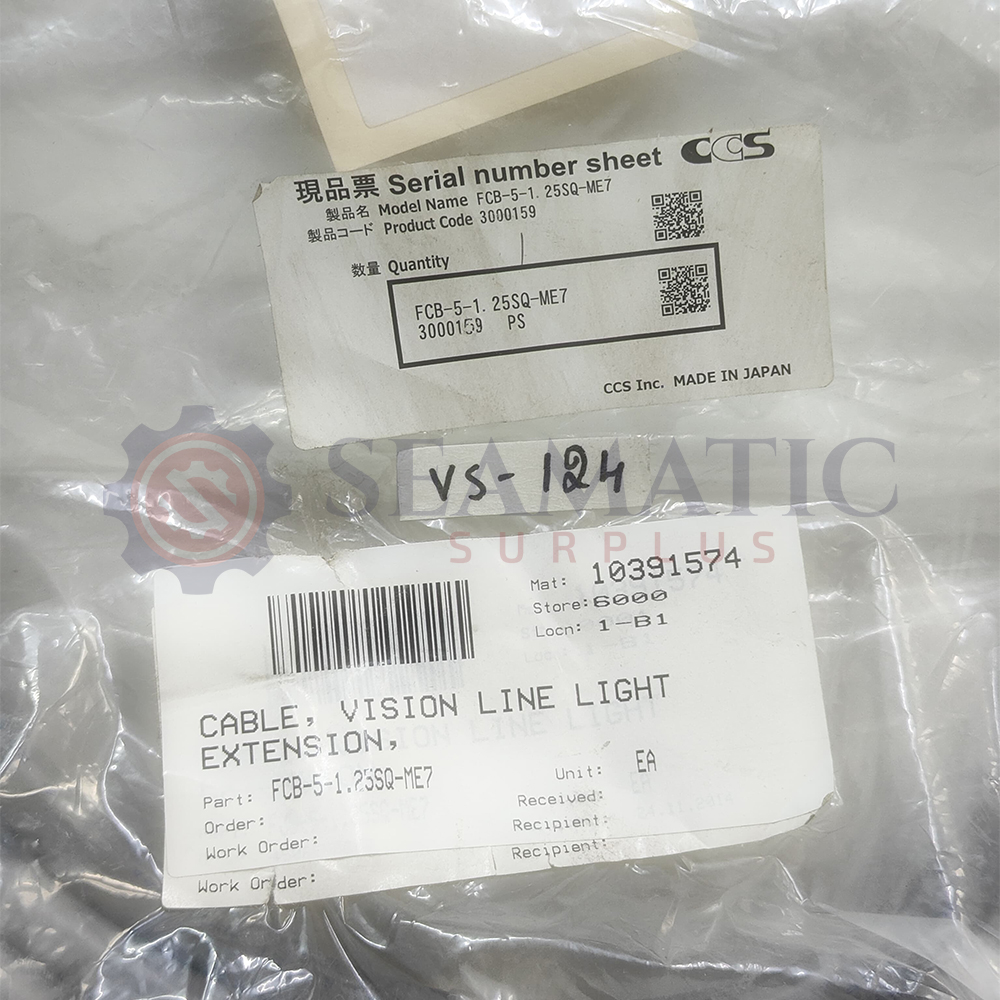 現品票 Serial number sheet CCS
製品名 Model Name FCB-5-1.25SQ-ME7
製品コード Product Code 3000159
数量 Quantity
FCB-5-1.25SQ-ME7
3000159 PS
CCS Inc. MADE IN JAPAN
SEAMATIC
SURPLUS
VS-124
Mat: 10391574
Store:6000
Locn: 1-B1
CABLE, VISION LINE LIGHT
EXTENSION,
Part: FCB-5-1.25SQ-ME7
Unit: EA
Order:
Received:
Work Order:
Recipient:
Work Order:
Recipient: